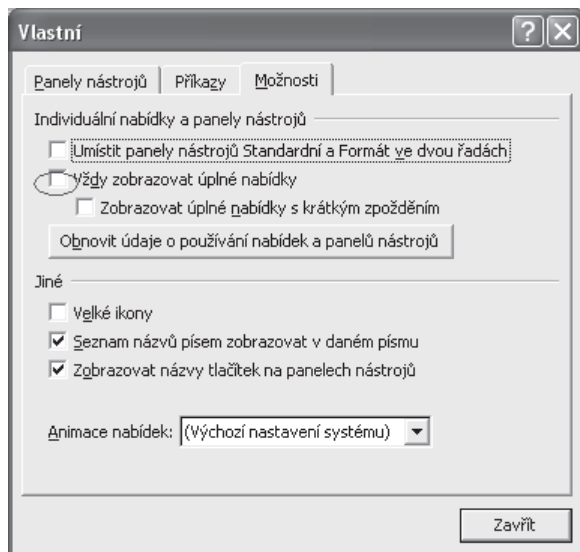 Vlastní
Panely nástrojů Příkazy Možnosti
Individuální nabídky a panely nástrojů
Umístit panely nástrojů Standardní a Formát ve dvou řadách
Vždy zobrazovat úplné nabídky
Zobrazovat úplné nabídky s krátkým zpožděním
Obnovit údaje o používání nabídek a panelů nástrojů
Jiné
Velké ikony
Seznam názvů písem zobrazovat v daném písmu
Zobrazovat názvy tlačítek na panelech nástrojů
Animace nabídek: (Výchozí nastavení systému)
Zavřít